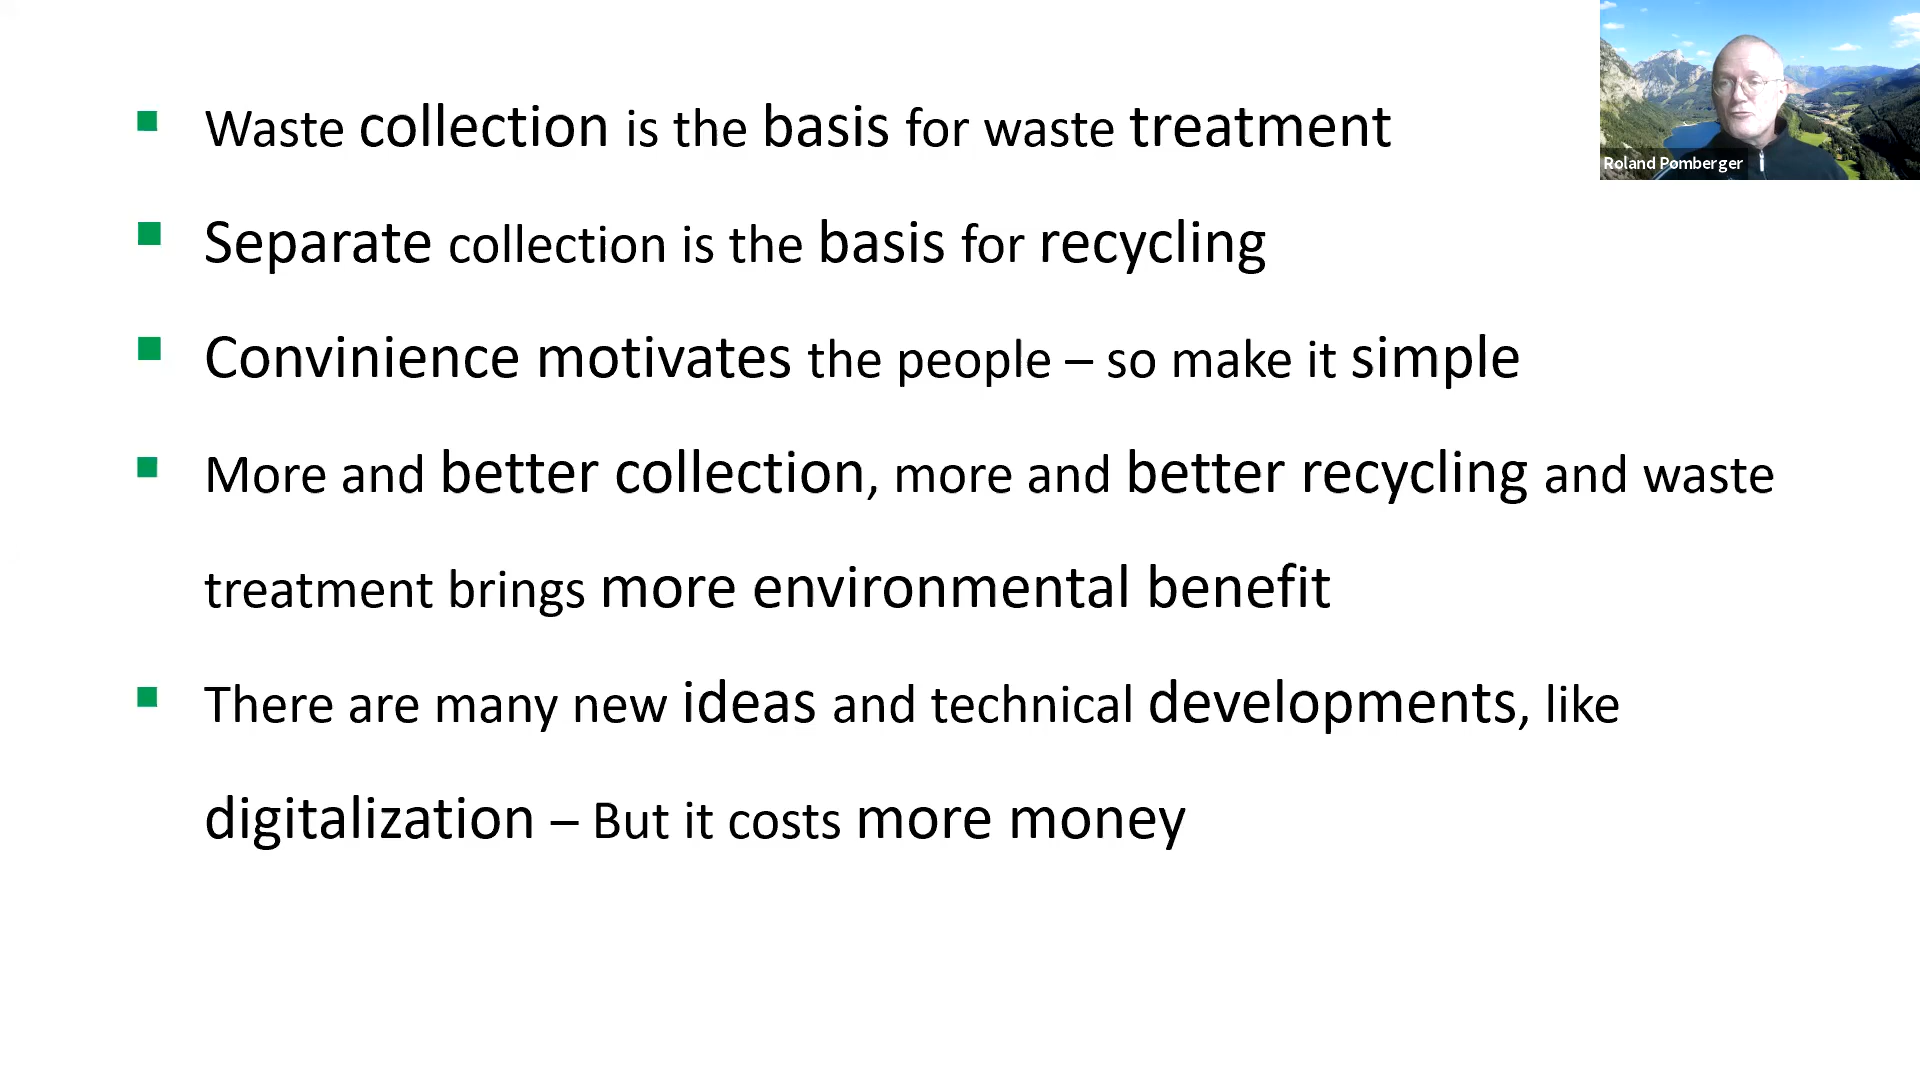 Waste collection is the basis for waste treatment
Separate collection is the basis for recycling
Convinience motivates the people – so make it simple
More and better collection, more and better recycling and waste
treatment brings more environmental benefit
There are many new ideas and technical developments, like
digitalization – But it costs more money
Roland Pomberger